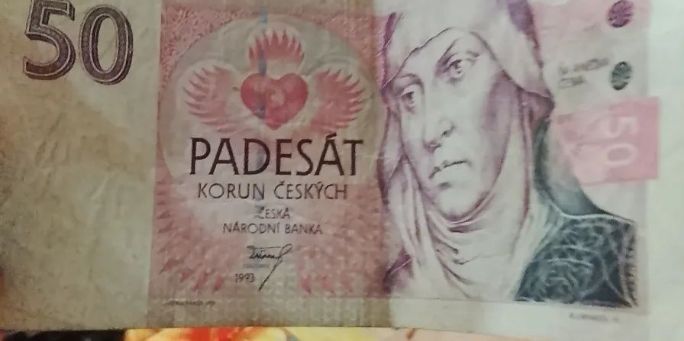 50
PADESÁT
KORUN ČESKÝCH
ČESKÁ
NÁRODNÍ BANKA
1993
50